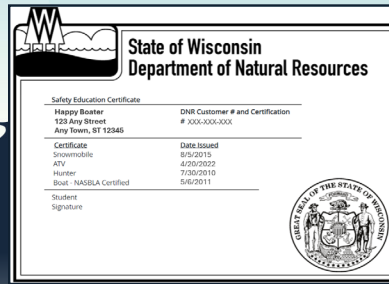 State of Wisconsin
Department of Natural Resources
Safety Education Certificate
Happy Boater DNR Customer # and Certification
123 Any Street # XXX-XXX-XXX
Any Town, ST 12345
Certificate Date Issued
Snowmobile 8/5/2015
ATV 4/20/2022
Hunter 7/30/2010
Boat - NASBLA Certified 5/6/2011
Student
Signature
GREAT SEAL OF THE STATE OF WISCONSIN